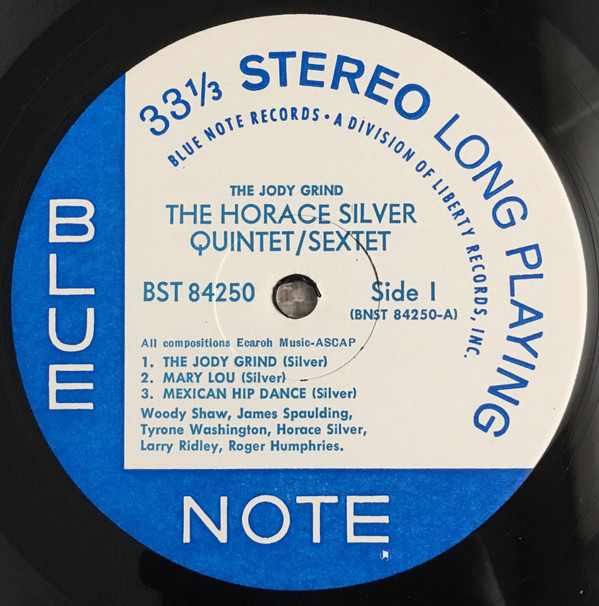 33⅓ STEREO LONG PLAYING
BLUE NOTE RECORDS • A DIVISION OF LIBERTY RECORDS, INC.
THE JODY GRIND
THE HORACE SILVER
QUINTET/SEXTET
BST 84250
Side 1
(BNST 84250-A)
All compositions Ecaroh Music-ASCAP
1. THE JODY GRIND (Silver)
2. MARY LOU (Silver)
3. MEXICAN HIP DANCE (Silver)
Woody Shaw, James Spaulding,
Tyrone Washington, Horace Silver,
Larry Ridley, Roger Humphries.
BLUE
NOTE